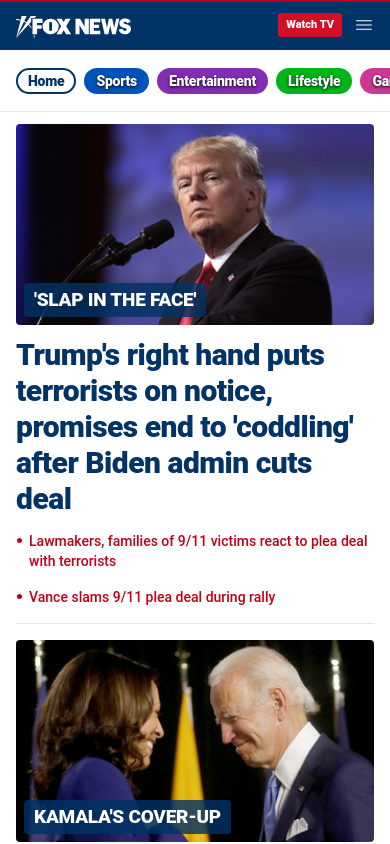 FOX NEWS
Watch TV
Home
Sports
Entertainment
Lifestyle
'SLAP IN THE FACE'
Trump's right hand puts
terrorists on notice,
promises end to 'coddling'
after Biden admin cuts
deal
Lawmakers, families of 9/11 victims react to plea deal
with terrorists
Vance slams 9/11 plea deal during rally
KAMALA'S COVER-UP